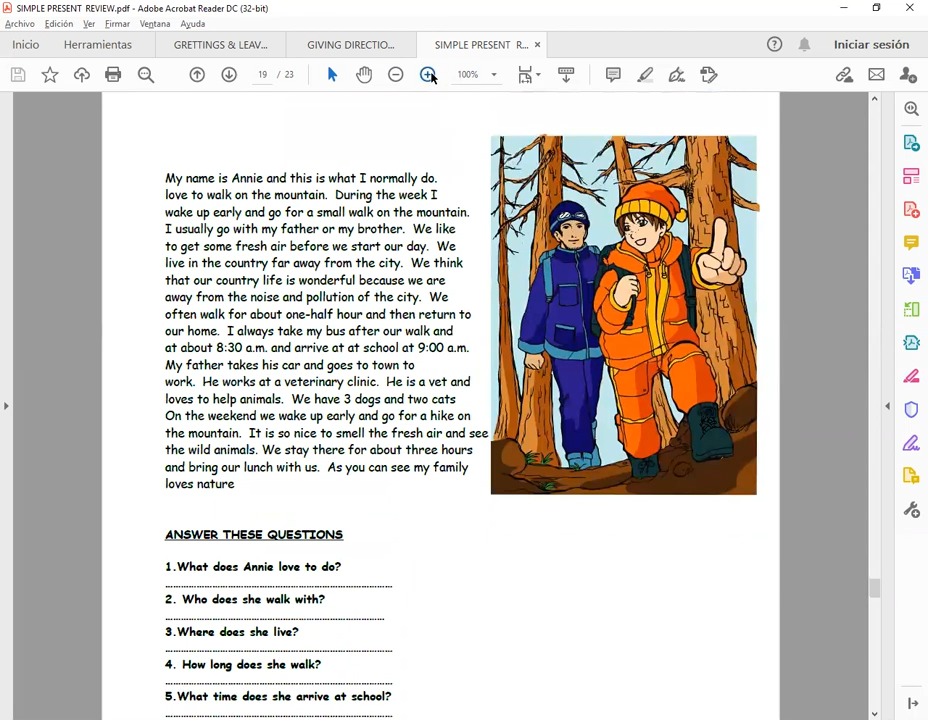 SIMPLE PRESENT REVIEW.pdf - Adobe Acrobat Reader DC (32-bit)
Archivo Edición Ver Firmar Ventana Ayuda
Inicio Herramientas GRETTINGS & LEAV... GIVING DIRECTIO... SIMPLE PRESENT R... × Iniciar sesión
19 / 23 100%
My name is Annie and this is what I normally do.
love to walk on the mountain. During the week I
wake up early and go for a small walk on the mountain.
I usually go with my father or my brother. We like
to get some fresh air before we start our day. We
live in the country far away from the city. We think
that our country life is wonderful because we are
away from the noise and pollution of the city. We
often walk for about one-half hour and then return to
our home. I always take my bus after our walk and
at about 8:30 a.m. and arrive at at school at 9:00 a.m.
My father takes his car and goes to town to
work. He works at a veterinary clinic. He is a vet and
loves to help animals. We have 3 dogs and two cats
On the weekend we wake up early and go for a hike on
the mountain. It is so nice to smell the fresh air and see
the wild animals. We stay there for about three hours
and bring our lunch with us. As you can see my family
loves nature
ANSWER THESE QUESTIONS
1.What does Annie love to do?
2. Who does she walk with?
3.Where does she live?
4. How long does she walk?
5.What time does she arrive at school?